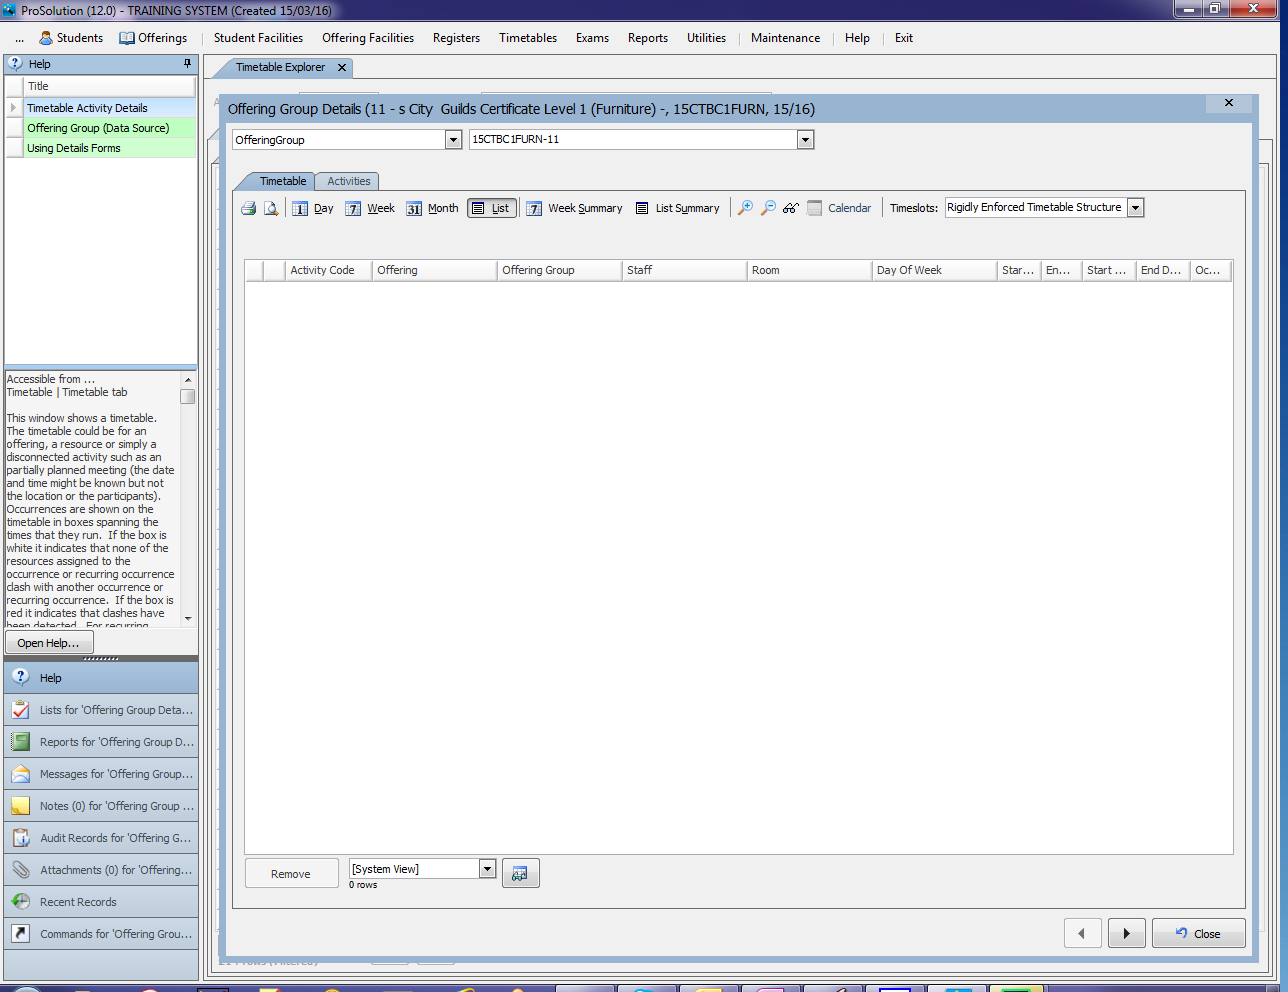 ProSolution (12.0) - TRAINING SYSTEM (Created 15/03/16)
... Students Offerings Student Facilities Offering Facilities Registers Timetables Exams Reports Utilities Maintenance Help Exit
Help
Title
Timetable Activity Details
Offering Group (Data Source)
Using Details Forms
Accessible from ...
Timetable | Timetable tab
This window shows a timetable.
The timetable could be for an
offering, a resource or simply a
disconnected activity such as an
partially planned meeting (the date
and time might be known but not
the location or the participants).
Occurrences are shown on the
timetable in boxes spanning the
times that they run. If the box is
white it indicates that none of the
resources assigned to the
occurrence or recurring occurrence
clash with another occurrence or
recurring occurrence. If the box is
red it indicates that clashes have
been detected. For recurring
Open Help...
Help
Lists for 'Offering Group Deta...
Reports for 'Offering Group D...
Messages for 'Offering Group...
Notes (0) for 'Offering Group ...
Audit Records for 'Offering G...
Attachments (0) for 'Offering...
Recent Records
Commands for 'Offering Grou...
Timetable Explorer
Offering Group Details (11 - s City Guilds Certificate Level 1 (Furniture) -, 15CTBC1FURN, 15/16)
OfferingGroup 15CTBC1FURN-11
Timetable Activities
1 Day 7 Week 31 Month List 7 Week Summary List Summary Calendar Timeslots: Rigidly Enforced Timetable Structure
Activity Code Offering Offering Group Staff Room Day Of Week Star... En... Start ... End D... Oc...
Remove [System View]
0 rows
Close